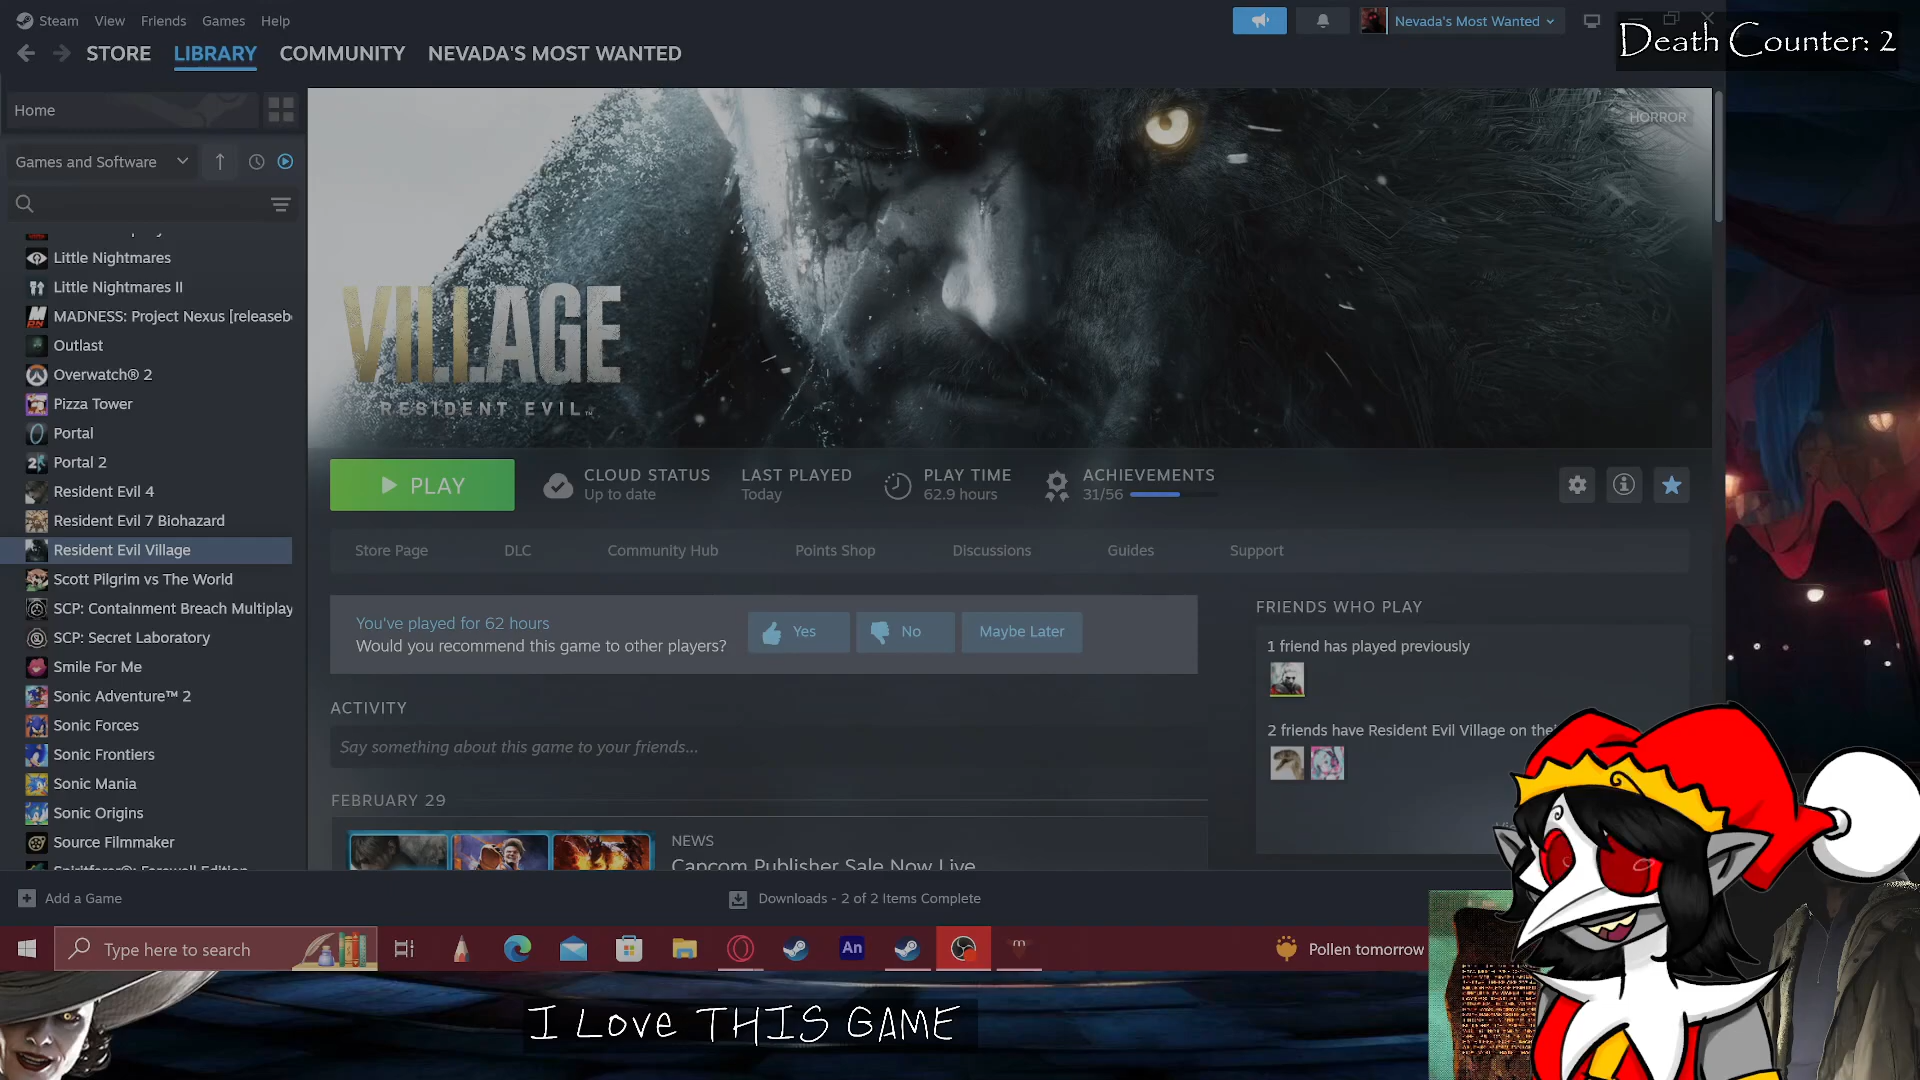 Steam View Friends Games Help
Nevada's Most Wanted
Death Counter: 2
STORE LIBRARY COMMUNITY NEVADA'S MOST WANTED
Home
HORROR
Games and Software
Little Nightmares
Little Nightmares II
MADNESS: Project Nexus [releaseb
Outlast
Overwatch® 2
Pizza Tower
Portal
Portal 2
Resident Evil 4
Resident Evil 7 Biohazard
Resident Evil Village
Scott Pilgrim vs The World
SCP: Containment Breach Multiplay
SCP: Secret Laboratory
Smile For Me
Sonic Adventure™ 2
Sonic Forces
Sonic Frontiers
Sonic Mania
Sonic Origins
Source Filmmaker
VILLAGE
RESIDENT EVIL™
PLAY
CLOUD STATUS
Up to date
LAST PLAYED
Today
PLAY TIME
62.9 hours
ACHIEVEMENTS
31/56
Store Page DLC Community Hub Points Shop Discussions Guides Support
You've played for 62 hours
Would you recommend this game to other players?
Yes No Maybe Later
FRIENDS WHO PLAY
1 friend has played previously
2 friends have Resident Evil Village on
ACTIVITY
Say something about this game to your friends...
FEBRUARY 29
NEWS
Capcom Publisher Sale Now Live
Add a Game
Downloads - 2 of 2 Items Complete
Type here to search
An
Pollen tomorrow
I LOVE THIS GAME